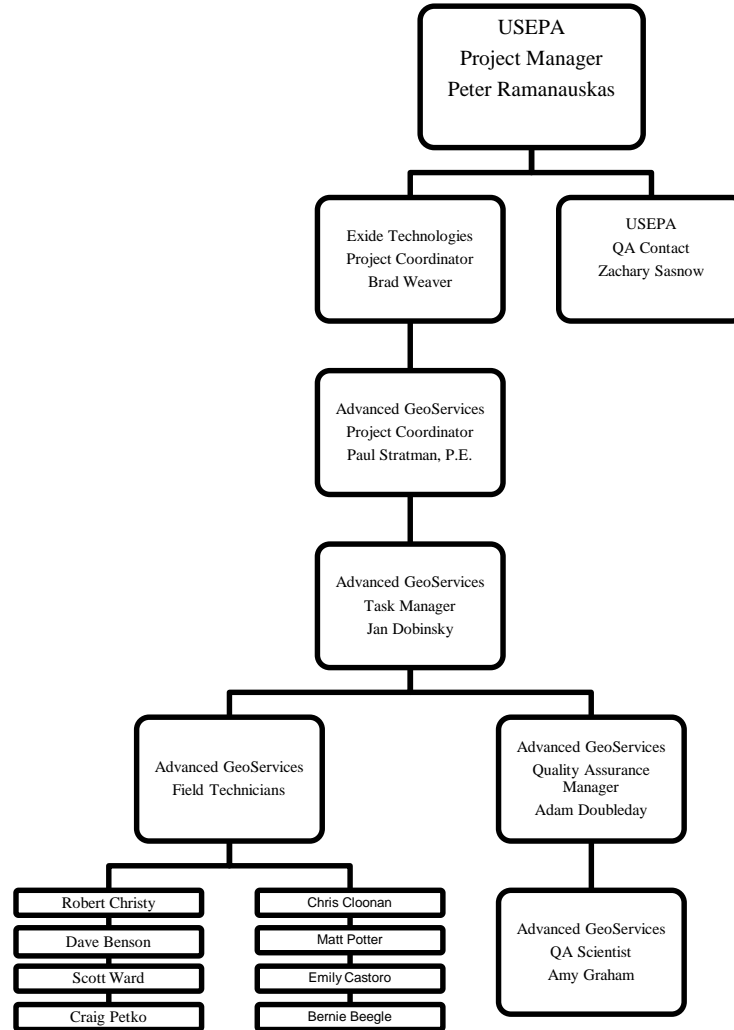 USEPA
Project Manager
Peter Ramanauskas
Exide Technologies
Project Coordinator
Brad Weaver
USEPA
QA Contact
Zachary Sasnow
Advanced GeoServices
Project Coordinator
Paul Stratman, P.E.
Advanced GeoServices
Task Manager
Jan Dobinsky
Advanced GeoServices
Field Technicians
Advanced GeoServices
Quality Assurance
Manager
Adam Doubleday
Robert Christy
Dave Benson
Scott Ward
Craig Petko
Chris Cloonan
Matt Potter
Emily Castoro
Bernie Beegle
Advanced GeoServices
QA Scientist
Amy Graham